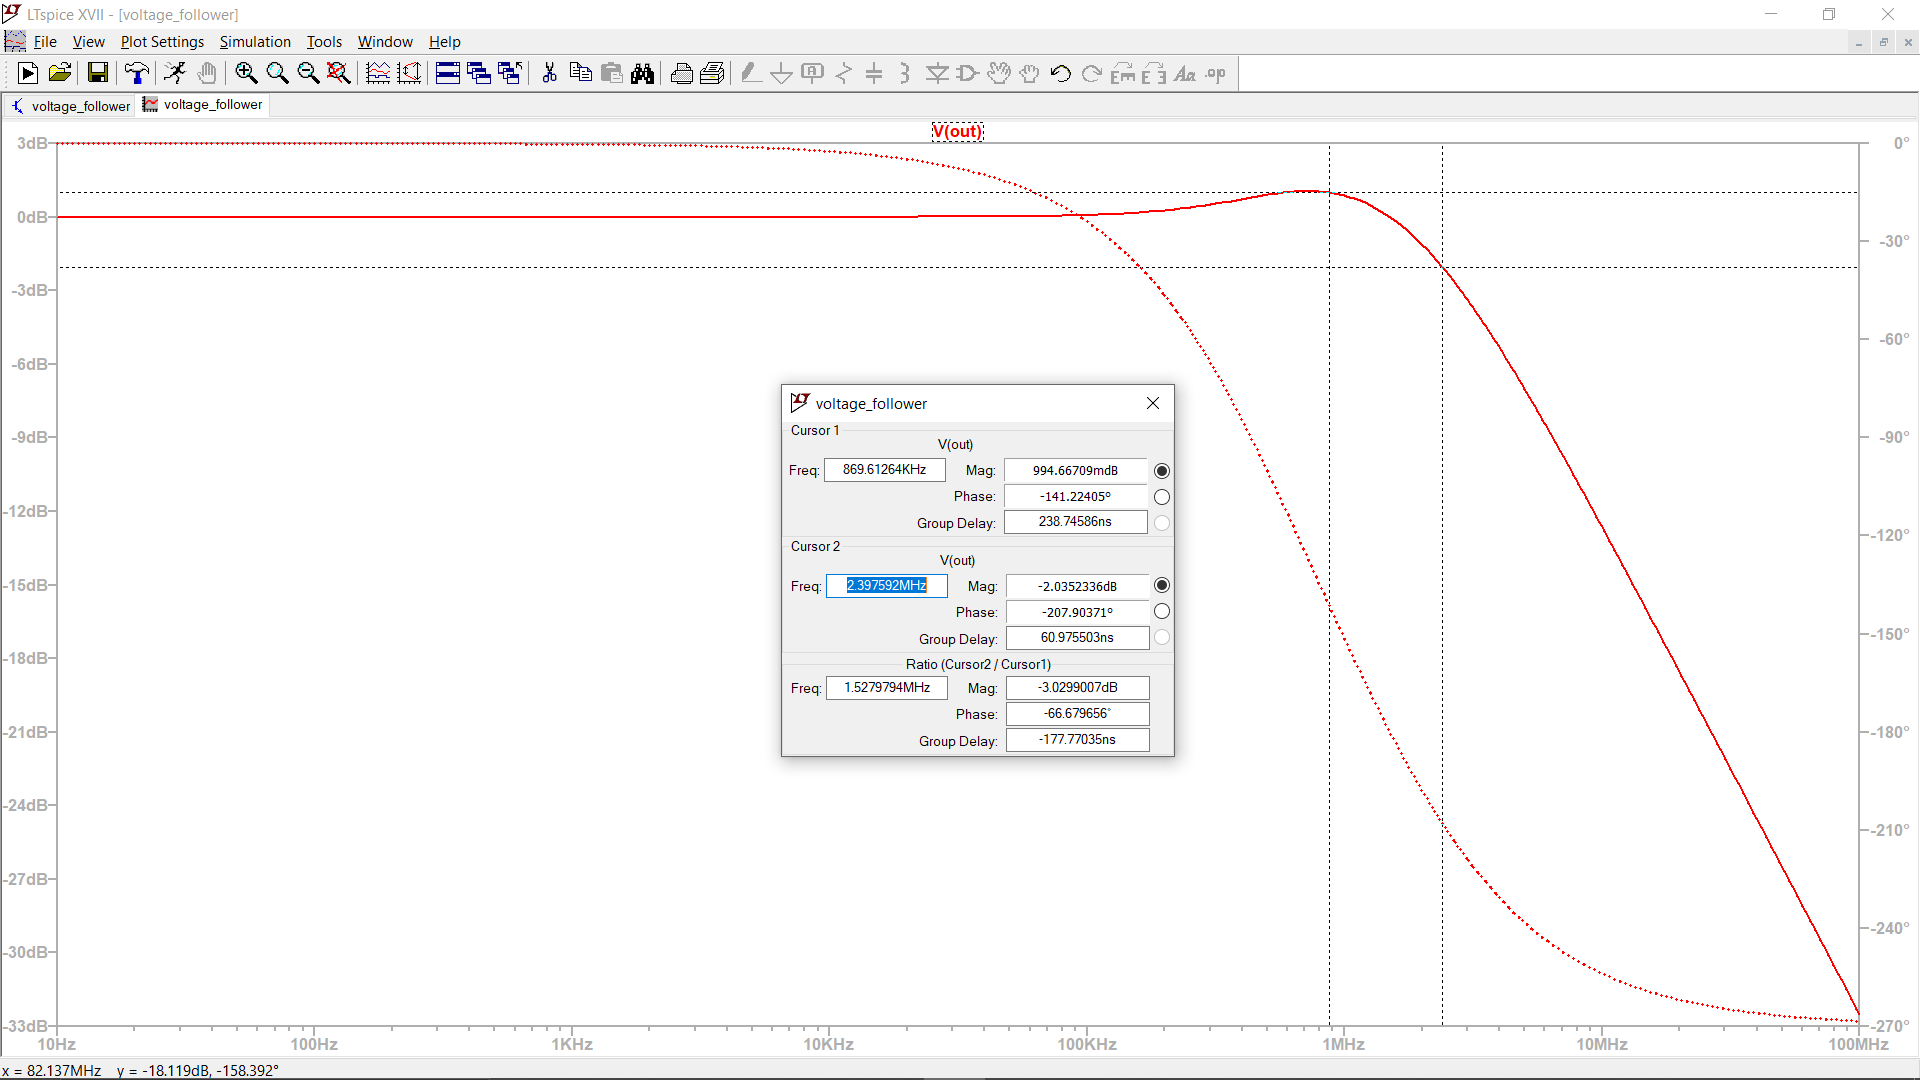 LTspice XVII - [voltage_follower]
File View Plot Settings Simulation Tools Window Help
.op
voltage_follower voltage_follower
V(out)
3dB 0°
0dB -30°
-3dB -60°
-6dB -90°
-9dB -120°
-12dB -150°
-15dB -180°
-18dB -210°
-21dB -240°
-24dB -270°
-27dB
-30dB
-33dB
voltage_follower
Cursor 1
V(out)
Freq: 869.61264KHz Mag: 994.66709mdB
Phase: -141.22405°
Group Delay: 238.74586ns
Cursor 2
V(out)
Freq: 2.397592MHz Mag: -2.0352336dB
Phase: -207.90371°
Group Delay: 60.975503ns
Ratio (Cursor2 / Cursor1)
Freq: 1.5279794MHz Mag: -3.0299007dB
Phase: -66.679656°
Group Delay: -177.77035ns
10Hz 100Hz 1KHz 10KHz 100KHz 1MHz 10MHz 100MHz
x = 82.137MHz y = -18.119dB, -158.392°